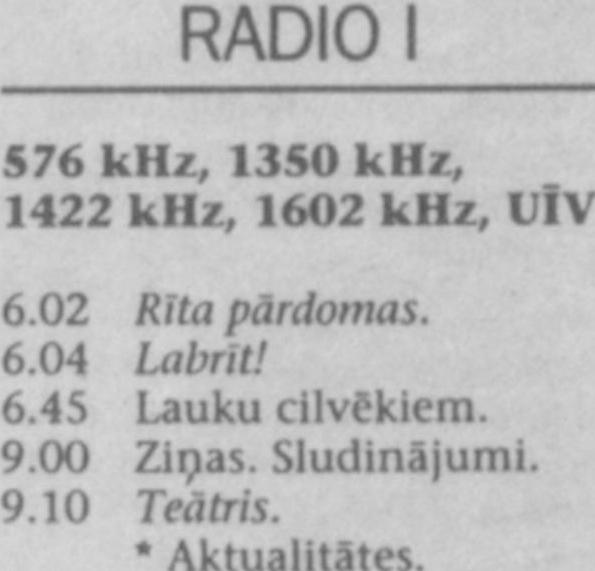 RADIO I
576 kHz, 1350 kHz,
1422 kHz, 1602 kHz, UĪV
6.02 Rīta pārdomas.
6.04 Labrīt!
6.45 Lauku cilvēkiem.
9.00 Ziņas. Sludinājumi.
9.10 Teātris.
* Aktualitātes.